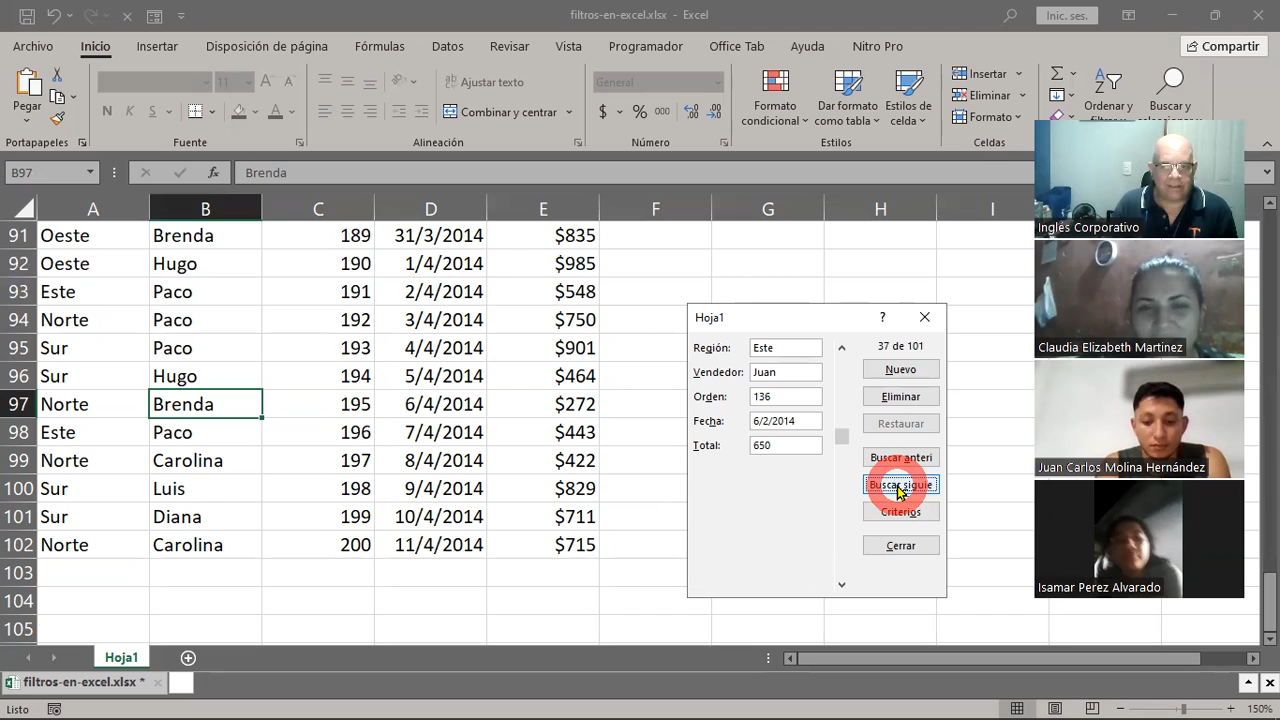 filtros-en-excel.xlsx - Excel
Inic. ses.
Archivo Inicio Insertar Disposición de página Fórmulas Datos Revisar Vista Programador Office Tab Ayuda Nitro Pro Compartir
Pegar
11
A A
N K S
Ajustar texto
Combinar y centrar
General
$ % 000
Formato condicional
Dar formato como tabla
Estilos de celda
Insertar
Eliminar
Formato
Ordenar y filtrar
Buscar y seleccionar
Portapapeles Fuente Alineación Número Estilos Celdas
B97 fx Brenda
A B C D E F G H I
91 Oeste Brenda 189 31/3/2014 $835
92 Oeste Hugo 190 1/4/2014 $985
93 Este Paco 191 2/4/2014 $548
94 Norte Paco 192 3/4/2014 $750
95 Sur Paco 193 4/4/2014 $901
96 Sur Hugo 194 5/4/2014 $464
97 Norte Brenda 195 6/4/2014 $272
98 Este Paco 196 7/4/2014 $443
99 Norte Carolina 197 8/4/2014 $422
100 Sur Luis 198 9/4/2014 $829
101 Sur Diana 199 10/4/2014 $711
102 Norte Carolina 200 11/4/2014 $715
103
104
105
Hoja1 ?
Región: Este
Vendedor: Juan
Orden: 136
Fecha: 6/2/2014
Total: 650
37 de 101
Nuevo
Eliminar
Restaurar
Buscar anteri
Buscar siguie
Criterios
Cerrar
Inglés Corporativo
Claudia Elizabeth Martinez
Juan Carlos Molina Hernández
Isamar Perez Alvarado
Hoja1
filtros-en-excel.xlsx *
Listo
150%